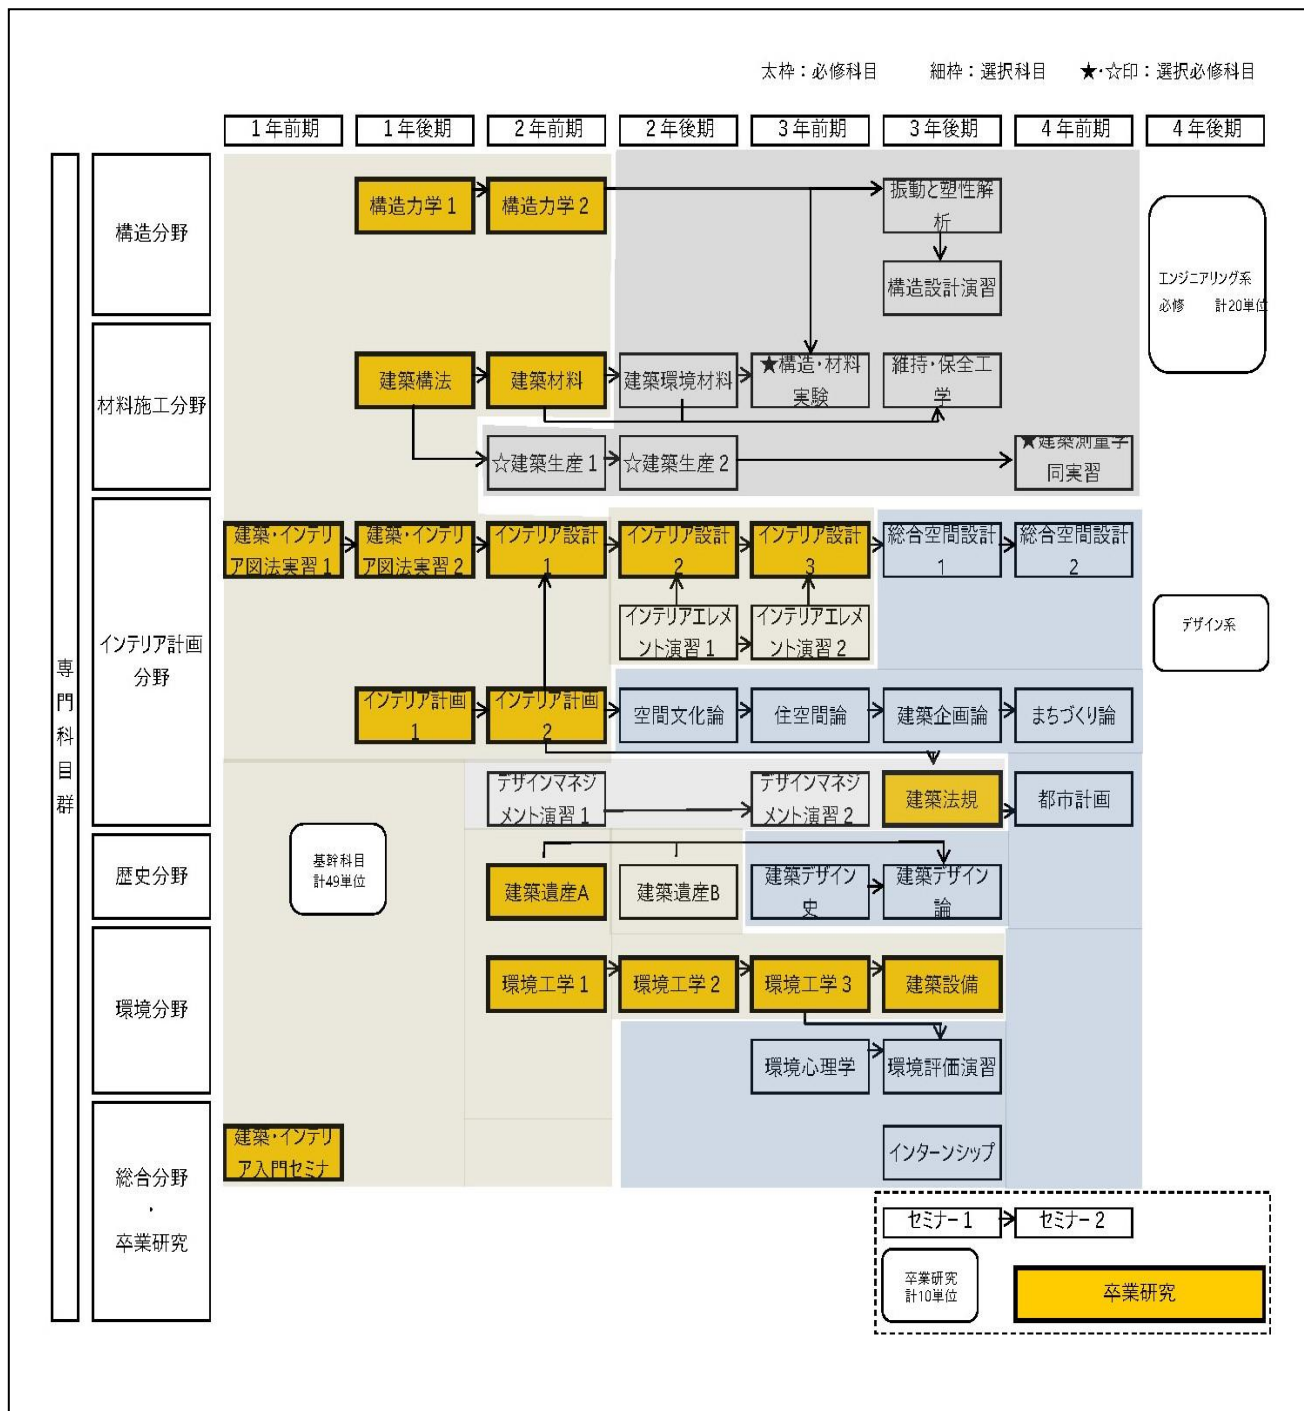 太枠：必修科目 細枠：選択科目 ★・☆印：選択必修科目
1年前期 1年後期 2年前期 2年後期 3年前期 3年後期 4年前期 4年後期
専門科目群
構造分野
構造力学1
構造力学2
振動と塑性解
析
構造設計演習
エンジニアリング系
必修 計20単位
材料施工分野
建築構法
建築材料
建築環境材料
★構造・材料
実験
維持・保全工
学
☆建築生産1
☆建築生産2
★建築測量学
同実習
インテリア計画
分野
建築・インテリ
ア図法実習1
建築・インテリ
ア図法実習2
インテリア設計
1
インテリア設計
2
インテリア設計
3
総合空間設計
1
総合空間設計
2
インテリアエレメ
ント演習1
インテリアエレメ
ント演習2
デザイン系
インテリア計画
1
インテリア計画
2
空間文化論
住空間論
建築企画論
まちづくり論
デザインマネジ
メント演習1
デザインマネジ
メント演習2
建築法規
都市計画
基幹科目
計49単位
歴史分野
建築遺産A
建築遺産B
建築デザイン
史
建築デザイン
論
環境分野
環境工学1
環境工学2
環境工学3
建築設備
環境心理学
環境評価演習
総合分野
・
卒業研究
建築・インテリ
ア入門セミナ
インターンシップ
セミナー1
セミナー2
卒業研究
計10単位
卒業研究